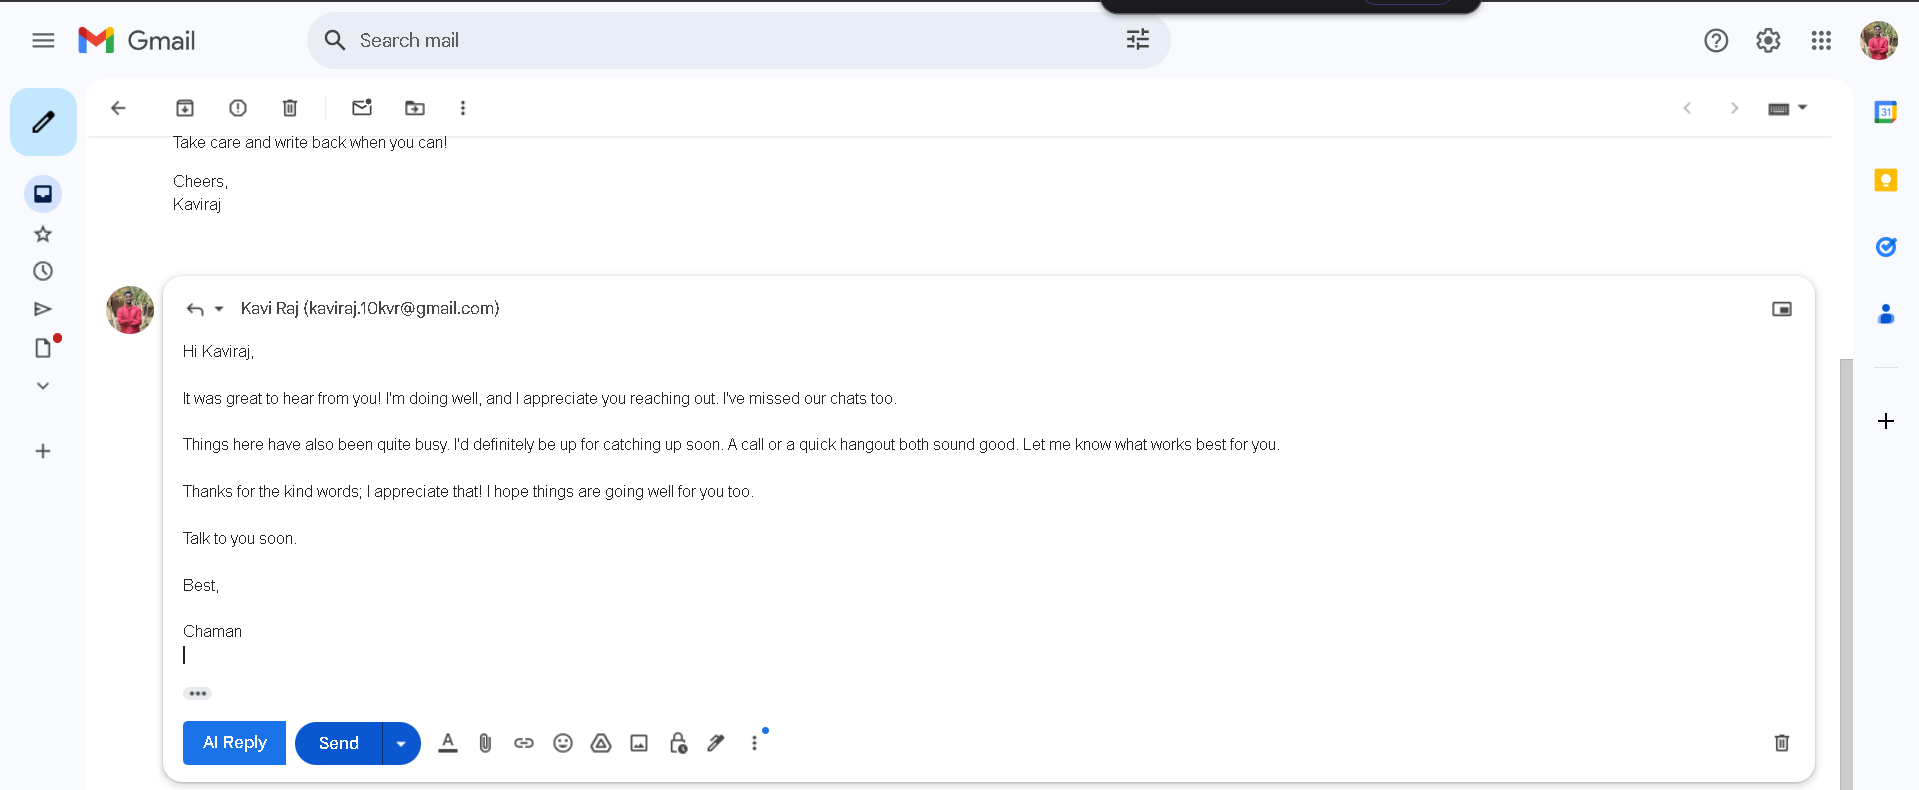 Gmail
Search mail
Take care and write back when you can!
Cheers,
Kaviraj
31
Kavi Raj (kaviraj.10kvr@gmail.com)
Hi Kaviraj,
It was great to hear from you! I'm doing well, and I appreciate you reaching out. I've missed our chats too.
Things here have also been quite busy. I'd definitely be up for catching up soon. A call or a quick hangout both sound good. Let me know what works best for you.
Thanks for the kind words; I appreciate that! I hope things are going well for you too.
Talk to you soon.
Best,
Chaman
AI Reply
Send